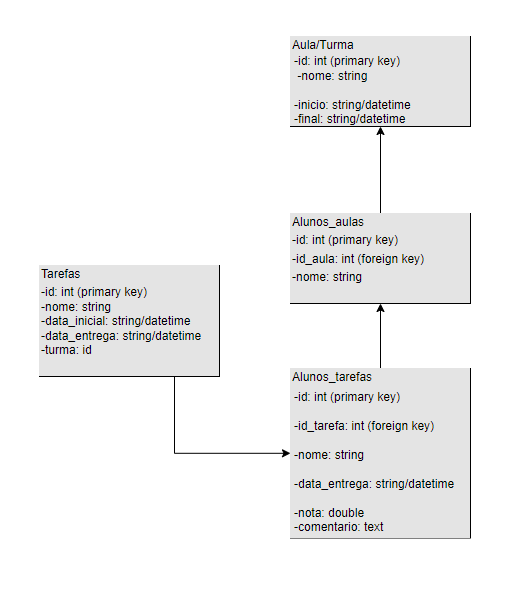 Aula/Turma
-id: int (primary key)
-nome: string
-inicio: string/datetime
-final: string/datetime
Alunos_aulas
-id: int (primary key)
-id_aula: int (foreign key)
-nome: string
Tarefas
-id: int (primary key)
-nome: string
-data_inicial: string/datetime
-data_entrega: string/datetime
-turma: id
Alunos_tarefas
-id: int (primary key)
-id_tarefa: int (foreign key)
-nome: string
-data_entrega: string/datetime
-nota: double
-comentario: text